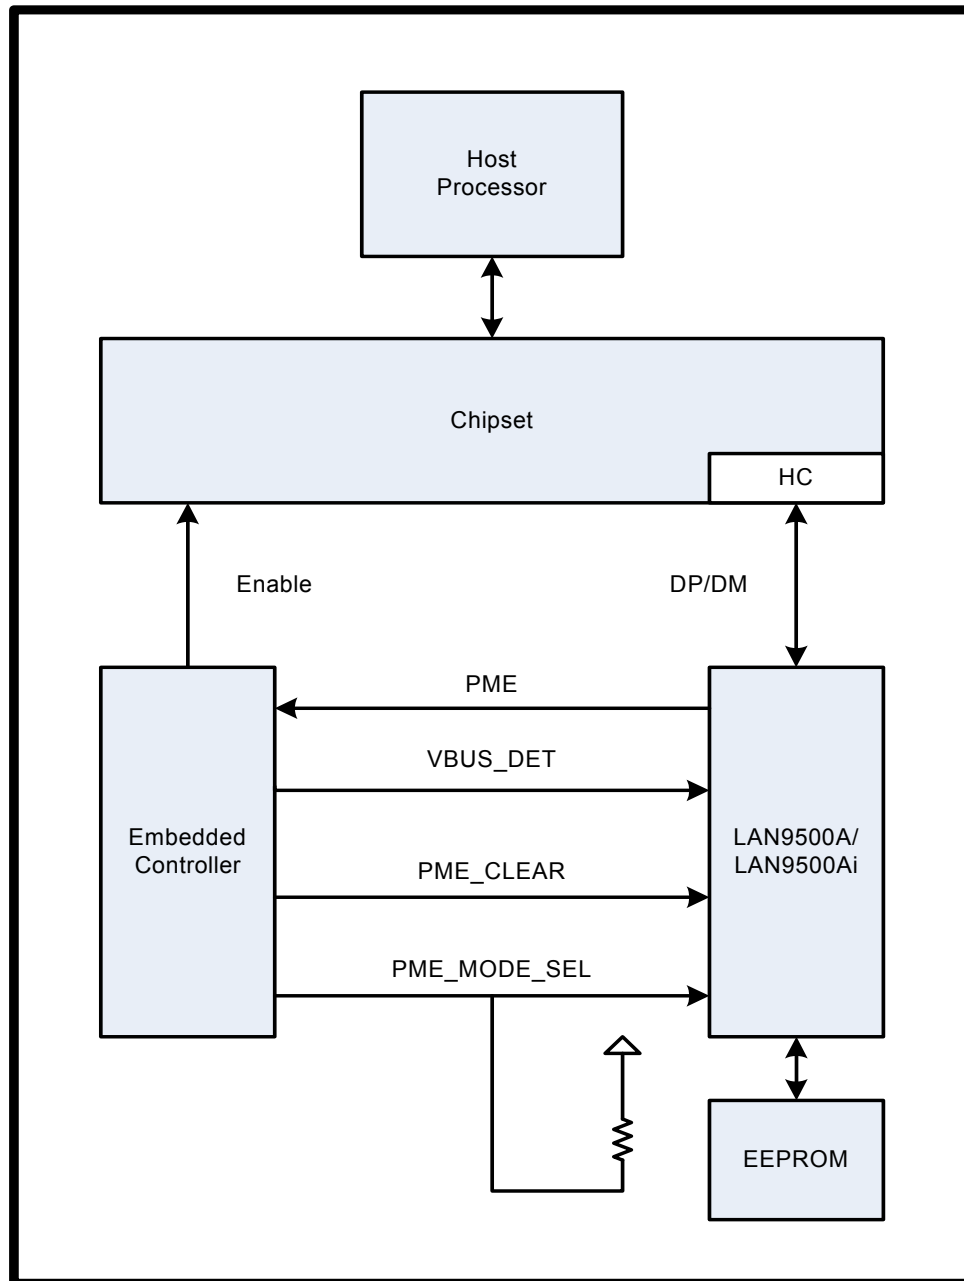 Host
Processor
Chipset
HC
Enable
DP/DM
PME
VBUS_DET
Embedded
Controller
LAN9500A/
LAN9500Ai
PME_CLEAR
PME_MODE_SEL
EEPROM